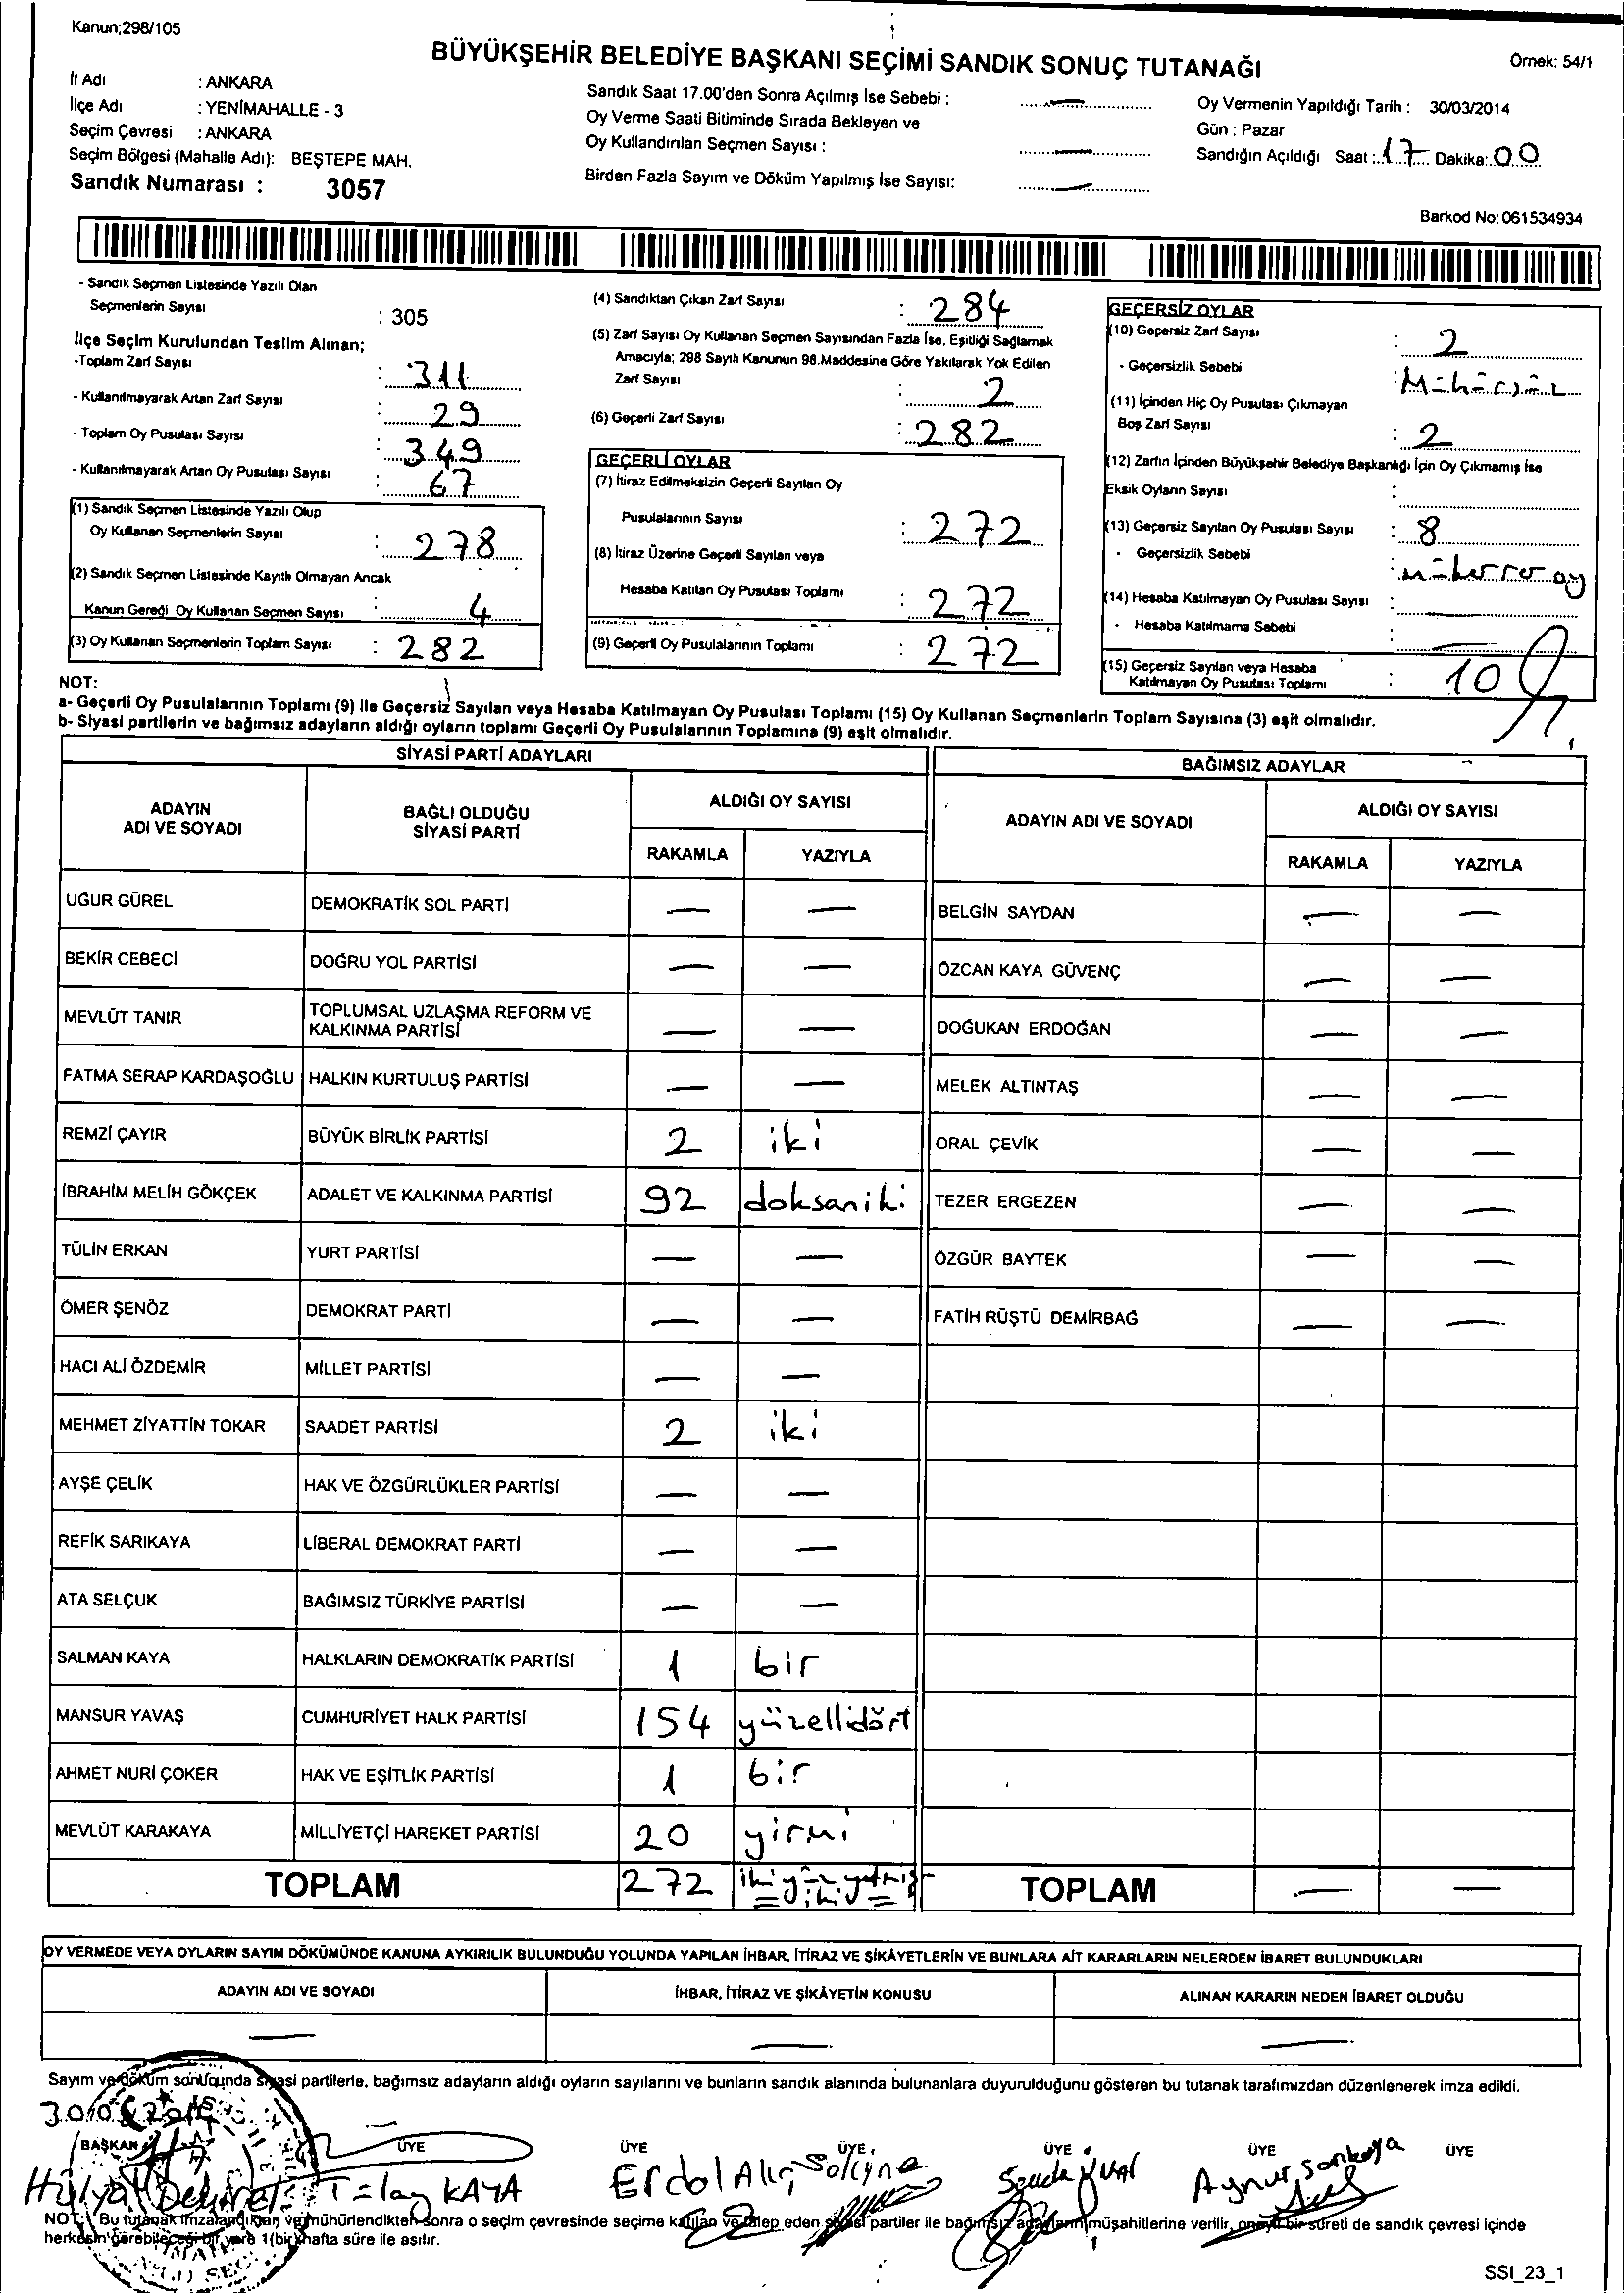 Kanun;298/105
BÜYÜKŞEHİR BELEDİYE BAŞKANI SEÇİMİ SANDIK SONUÇ TUTANAĞI
Örnek: 54/1
İl Adı : ANKARA
İlçe Adı : YENİMAHALLE - 3
Seçim Çevresi : ANKARA
Seçim Bölgesi (Mahalle Adı): BEŞTEPE MAH.
Sandık Numarası : 3057
Sandık Saat 17.00'den Sonra Açılmış İse Sebebi : —
Oy Verme Saati Bitiminde Sırada Bekleyen ve
Oy Kullandırılan Seçmen Sayısı : —
Birden Fazla Sayım ve Döküm Yapılmış İse Sayısı: —
Oy Vermenin Yapıldığı Tarih : 30/03/2014
Gün : Pazar
Sandığın Açıldığı Saat : 17 Dakika: 00
Barkod No: 061534934
- Sandık Seçmen Listesinde Yazılı Olan
Seçmenlerin Sayısı : 305
İlçe Seçim Kurulundan Teslim Alınan;
-Toplam Zarf Sayısı : 311
- Kullanılmayarak Artan Zarf Sayısı : 29
- Toplam Oy Pusulası Sayısı : 349
- Kullanılmayarak Artan Oy Pusulası Sayısı : 67
(1) Sandık Seçmen Listesinde Yazılı Olup
Oy Kullanan Seçmenlerin Sayısı : 278
(2) Sandık Seçmen Listesinde Kayıtlı Olmayan Ancak
Kanun Gereği Oy Kullanan Seçmen Sayısı : 4
(3) Oy Kullanan Seçmenlerin Toplam Sayısı : 282
(4) Sandıktan Çıkan Zarf Sayısı : 284
(5) Zarf Sayısı Oy Kullanan Seçmen Sayısından Fazla İse, Eşitliği Sağlamak
Amacıyla; 298 Sayılı Kanunun 98.Maddesine Göre Yakılarak Yok Edilen
Zarf Sayısı : 2
(6) Geçerli Zarf Sayısı : 282
GEÇERLİ OYLAR
(7) İtiraz Edilmeksizin Geçerli Sayılan Oy
Pusulalarının Sayısı : 272
(8) İtiraz Üzerine Geçerli Sayılan veya
Hesaba Katılan Oy Pusulası Toplamı : 272
(9) Geçerli Oy Pusulalarının Toplamı : 272
GEÇERSİZ OYLAR
(10) Geçersiz Zarf Sayısı : 2
- Geçersizlik Sebebi : Mühürsüz
(11) İçinden Hiç Oy Pusulası Çıkmayan
Boş Zarf Sayısı : 2
(12) Zarfın İçinden Büyükşehir Belediye Başkanlığı İçin Oy Çıkmamış İse
Eksik Oyların Sayısı :
(13) Geçersiz Sayılan Oy Pusulası Sayısı : 8
- Geçersizlik Sebebi : mükerrer oy
(14) Hesaba Katılmayan Oy Pusulası Sayısı :
- Hesaba Katılmama Sebebi : —
(15) Geçersiz Sayılan veya Hesaba
Katılmayan Oy Pusulası Toplamı : 10
NOT:
a- Geçerli Oy Pusulalarının Toplamı (9) ile Geçersiz Sayılan veya Hesaba Katılmayan Oy Pusulası Toplamı (15) Oy Kullanan Seçmenlerin Toplam Sayısına (3) eşit olmalıdır.
b- Siyasi partilerin ve bağımsız adayların aldığı oyların toplamı Geçerli Oy Pusulalarının Toplamına (9) eşit olmalıdır.
SİYASİ PARTİ ADAYLARI
ADAYIN ADI VE SOYADI BAĞLI OLDUĞU SİYASİ PARTİ ALDIĞI OY SAYISI
RAKAMLA YAZIYLA
UĞUR GÜREL DEMOKRATİK SOL PARTİ — —
BEKİR CEBECİ DOĞRU YOL PARTİSİ — —
MEVLÜT TANIR TOPLUMSAL UZLAŞMA REFORM VE KALKINMA PARTİSİ — —
FATMA SERAP KARDAŞOĞLU HALKIN KURTULUŞ PARTİSİ — —
REMZİ ÇAYIR BÜYÜK BİRLİK PARTİSİ 2 iki
İBRAHİM MELİH GÖKÇEK ADALET VE KALKINMA PARTİSİ 92 doksaniki
TÜLİN ERKAN YURT PARTİSİ — —
ÖMER ŞENÖZ DEMOKRAT PARTİ — —
HACI ALİ ÖZDEMİR MİLLET PARTİSİ — —
MEHMET ZİYATTİN TOKAR SAADET PARTİSİ 2 iki
AYŞE ÇELİK HAK VE ÖZGÜRLÜKLER PARTİSİ — —
REFİK SARIKAYA LİBERAL DEMOKRAT PARTİ — —
ATA SELÇUK BAĞIMSIZ TÜRKİYE PARTİSİ — —
SALMAN KAYA HALKLARIN DEMOKRATİK PARTİSİ 1 bir
MANSUR YAVAŞ CUMHURİYET HALK PARTİSİ 154 yüzellidört
AHMET NURİ ÇOKER HAK VE EŞİTLİK PARTİSİ 1 bir
MEVLÜT KARAKAYA MİLLİYETÇİ HAREKET PARTİSİ 20 yirmi
TOPLAM 272 ikiyüzyetmişiki
BAĞIMSIZ ADAYLAR
ADAYIN ADI VE SOYADI ALDIĞI OY SAYISI
RAKAMLA YAZIYLA
BELGİN SAYDAN — —
ÖZCAN KAYA GÜVENÇ — —
DOĞUKAN ERDOĞAN — —
MELEK ALTINTAŞ — —
ORAL ÇEVİK — —
TEZER ERGEZEN — —
ÖZGÜR BAYTEK — —
FATİH RÜŞTÜ DEMİRBAĞ — —
TOPLAM — —
OY VERMEDE VEYA OYLARIN SAYIM DÖKÜMÜNDE KANUNA AYKIRILIK BULUNDUĞU YOLUNDA YAPILAN İHBAR, İTİRAZ VE ŞİKÂYETLERİN VE BUNLARA AİT KARARLARIN NELERDEN İBARET BULUNDUKLARI
ADAYIN ADI VE SOYADI İHBAR, İTİRAZ VE ŞİKÂYETİN KONUSU ALINAN KARARIN NEDEN İBARET OLDUĞU
— — —
Sayım ve döküm sonucunda siyasi partilerle, bağımsız adayların aldığı oyların sayılarını ve bunların sandık alanında bulunanlara duyurulduğunu gösteren bu tutanak tarafımızdan düzenlenerek imza edildi.
BAŞKAN ÜYE ÜYE ÜYE ÜYE ÜYE ÜYE
Hülya Tülay KAYA Erdal Alıç Sevda Aynur Sarıkaya
NOT: Bu tutanak imzalandıktan ve mühürlendikten sonra o seçim çevresinde seçime katılan ve talep eden siyasi partiler ile bağımsız adayların müşahitlerine verilir, onaylı bir sureti de sandık çevresi içinde
herkesin görebileceği bir yere 1(bir) hafta süre ile asılır.
SSI_23_1